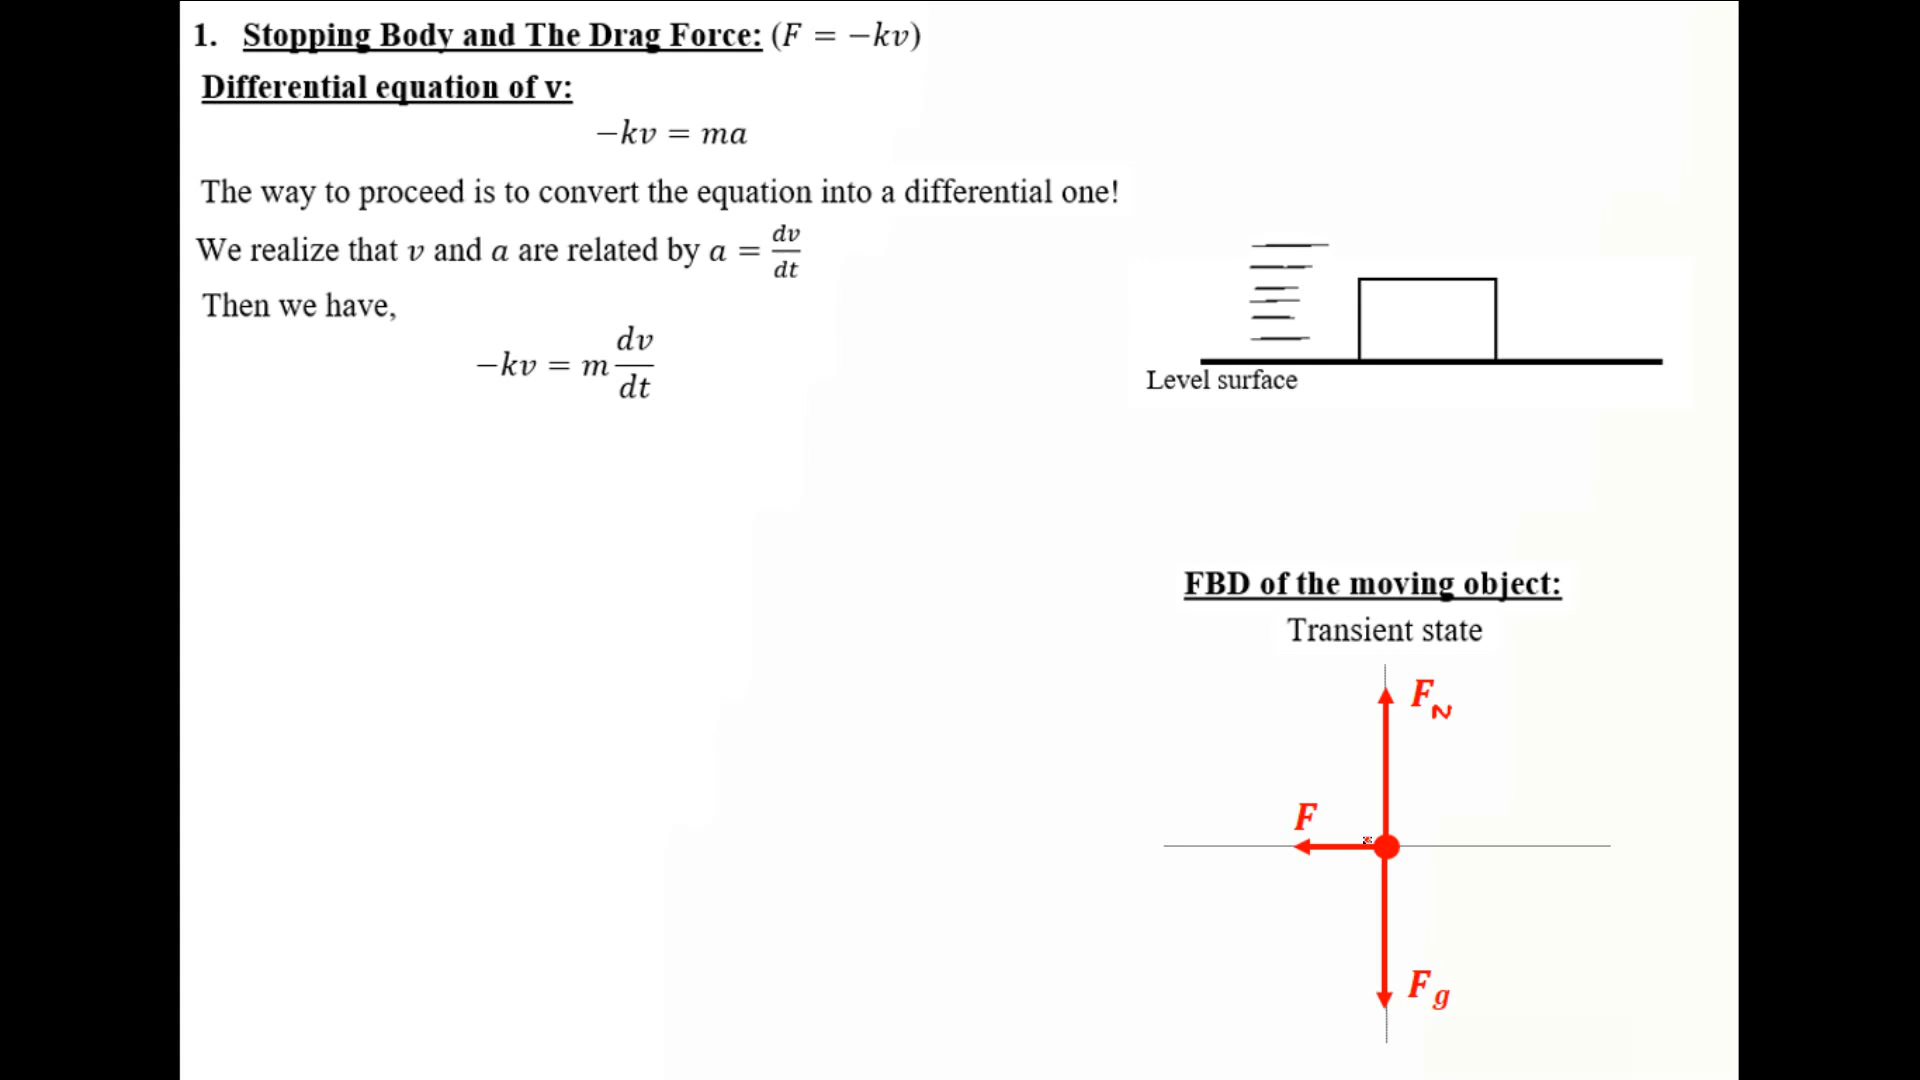 1. Stopping Body and The Drag Force: (F = −kv)
Differential equation of v:
−kv = ma
The way to proceed is to convert the equation into a differential one!
We realize that v and a are related by a = dv/dt
Then we have,
−kv = m dv/dt
Level surface
FBD of the moving object:
Transient state
F_N
F
F_g